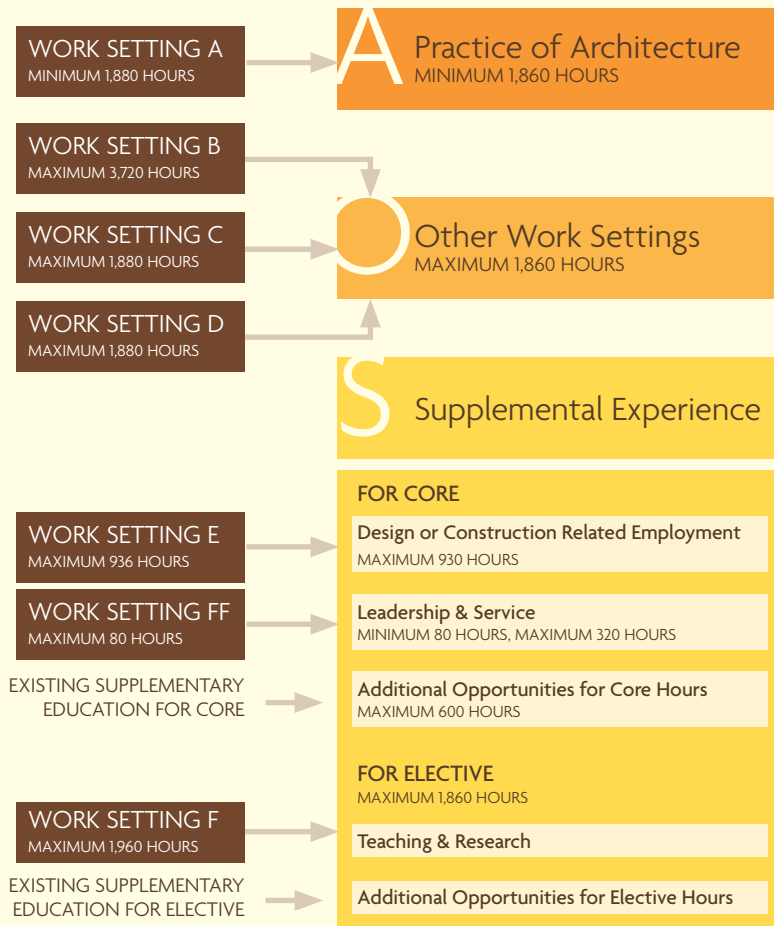 WORK SETTING A
MINIMUM 1,880 HOURS
A
Practice of Architecture
MINIMUM 1,860 HOURS
WORK SETTING B
MAXIMUM 3,720 HOURS
WORK SETTING C
MAXIMUM 1,880 HOURS
O
Other Work Settings
MAXIMUM 1,860 HOURS
WORK SETTING D
MAXIMUM 1,880 HOURS
S
Supplemental Experience
FOR CORE
WORK SETTING E
MAXIMUM 936 HOURS
Design or Construction Related Employment
MAXIMUM 930 HOURS
WORK SETTING FF
MAXIMUM 80 HOURS
Leadership & Service
MINIMUM 80 HOURS, MAXIMUM 320 HOURS
EXISTING SUPPLEMENTARY
EDUCATION FOR CORE
Additional Opportunities for Core Hours
MAXIMUM 600 HOURS
FOR ELECTIVE
MAXIMUM 1,860 HOURS
WORK SETTING F
MAXIMUM 1,960 HOURS
Teaching & Research
EXISTING SUPPLEMENTARY
EDUCATION FOR ELECTIVE
Additional Opportunities for Elective Hours